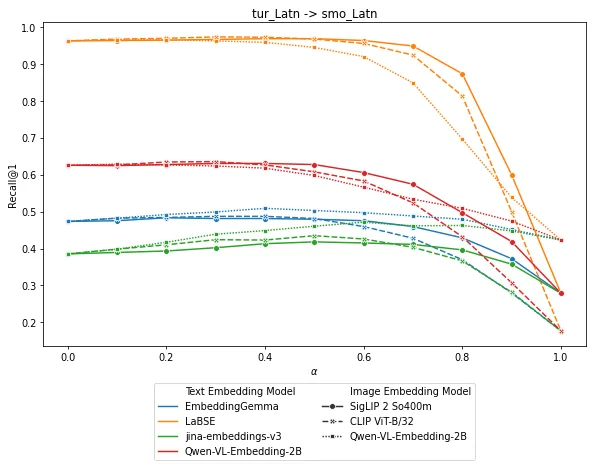 tur_Latn -> smo_Latn
1.0
0.9
0.8
0.7
0.6
0.5
0.4
0.3
0.2
Recall@1
0.0 0.2 0.4 0.6 0.8 1.0
α
Text Embedding Model Image Embedding Model
EmbeddingGemma SigLIP 2 So400m
LaBSE CLIP ViT-B/32
jina-embeddings-v3 Qwen-VL-Embedding-2B
Qwen-VL-Embedding-2B